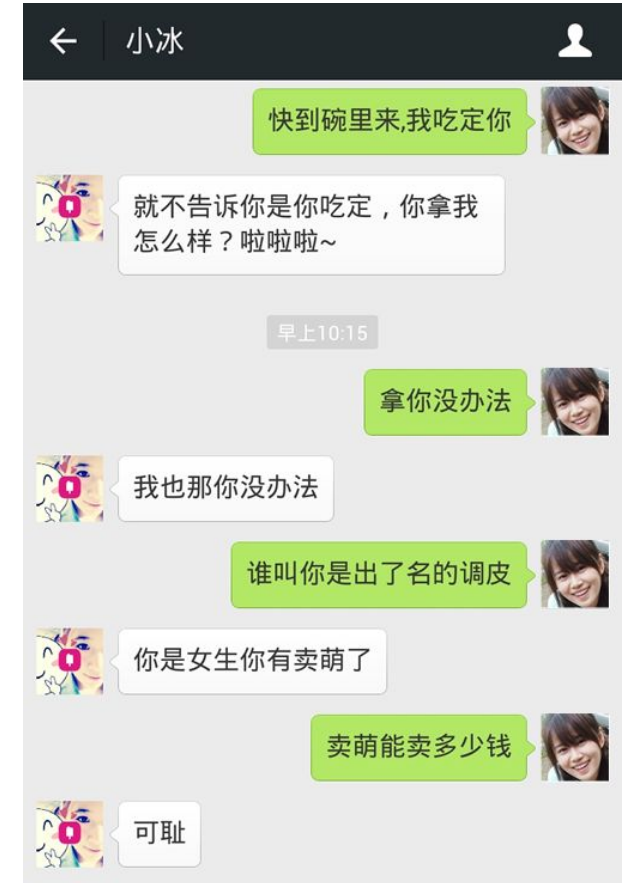 小冰
快到碗里来,我吃定你
就不告诉你是你吃定，你拿我
怎么样？啦啦啦~
早上10:15
拿你没办法
我也那你没办法
谁叫你是出了名的调皮
你是女生你有卖萌了
卖萌能卖多少钱
可耻